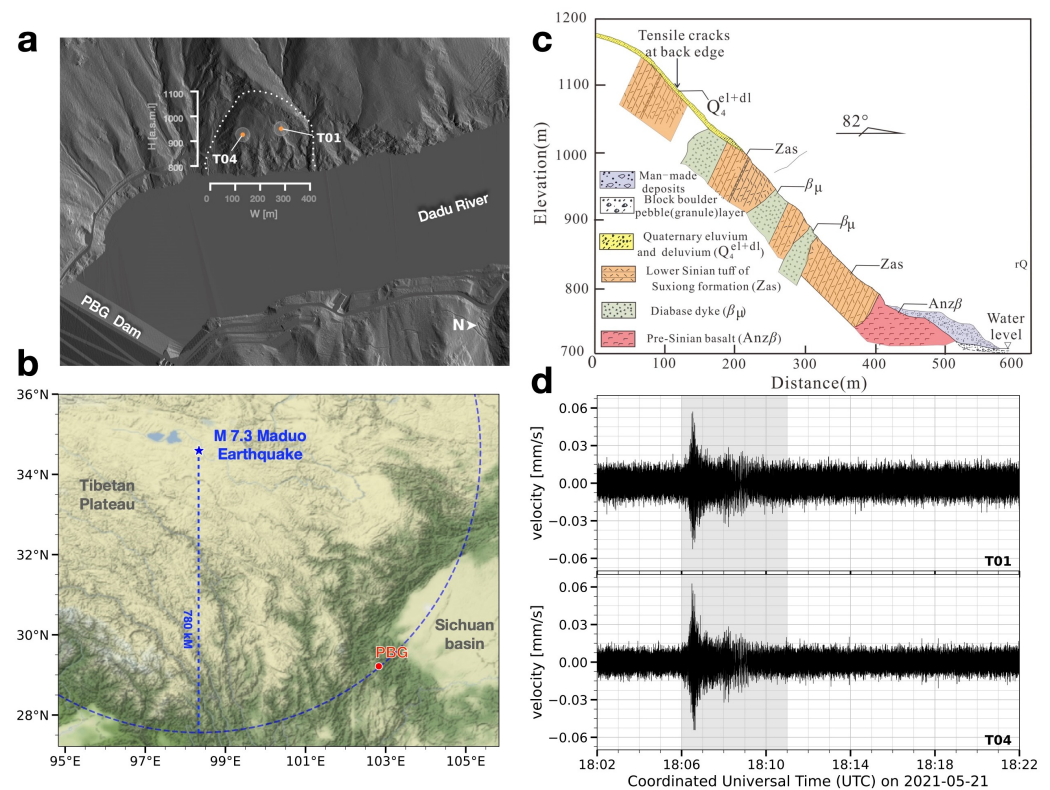 a
H [a.s.m.l]
1100
1000
900
800
T04
T01
0 100 200 300 400
W [m]
Dadu River
PBG Dam
N➤
b
36°N
34°N
32°N
30°N
28°N
95°E 97°E 99°E 101°E 103°E 105°E
M 7.3 Maduo
Earthquake
Tibetan
Plateau
780 kM
Sichuan
basin
PBG
c
Elevation(m)
1200
1100
1000
900
800
700
Tensile cracks
at back edge
Q₄ᵉˡ⁺ᵈˡ
82°
Zas
βμ
βμ
Zas
Anzβ
Water
level
rQ
Man-made
deposits
Block boulder
pebble(granule)layer
Quaternary eluvium
and deluvium(Q₄ᵉˡ⁺ᵈˡ)
Lower Sinian tuff of
Suxiong formation(Zas)
Diabase dyke(βμ)
Pre-Sinian basalt(Anzβ)
0 100 200 300 400 500 600
Distance(m)
d
velocity [mm/s]
0.06
0.03
0.00
−0.03
−0.06
T01
velocity [mm/s]
0.06
0.03
0.00
−0.03
−0.06
T04
18:02 18:06 18:10 18:14 18:18 18:22
Coordinated Universal Time (UTC) on 2021-05-21